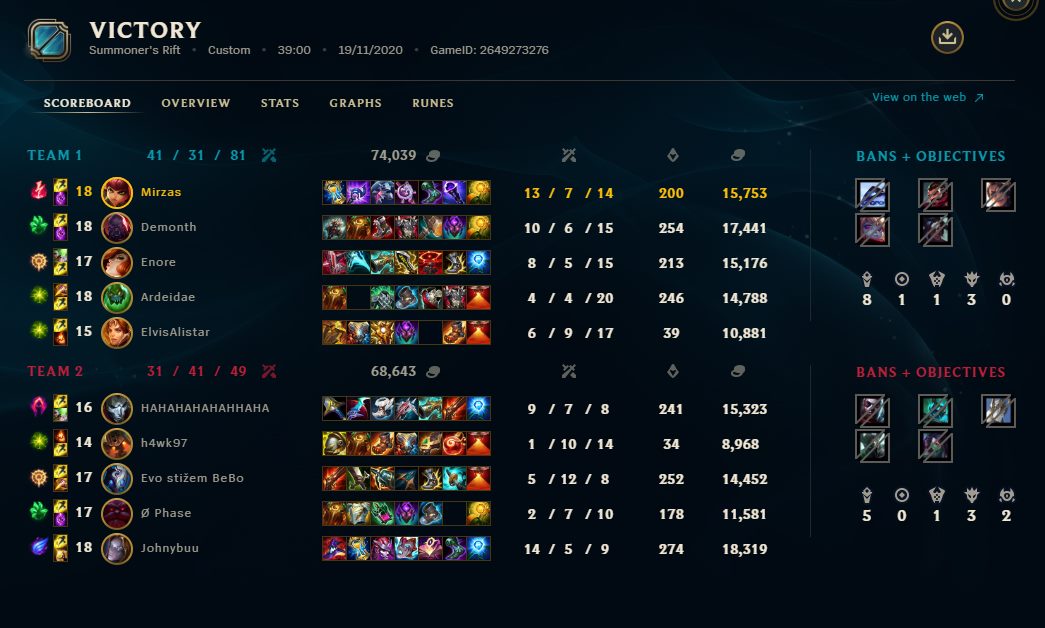 VICTORY
Summoner's Rift • Custom • 39:00 • 19/11/2020 • GameID: 2649273276
SCOREBOARD OVERVIEW STATS GRAPHS RUNES View on the web
TEAM 1 41 / 31 / 81 74,039 BANS + OBJECTIVES
18 Mirzas 13 / 7 / 14 200 15,753
18 Demonth 10 / 6 / 15 254 17,441
17 Enore 8 / 5 / 15 213 15,176
18 Ardeidae 4 / 4 / 20 246 14,788
8 1 1 3 0
15 ElvisAlistar 6 / 9 / 17 39 10,881
TEAM 2 31 / 41 / 49 68,643 BANS + OBJECTIVES
16 HAHAHAHAHAHHAHA 9 / 7 / 8 241 15,323
14 h4wk97 1 / 10 / 14 34 8,968
17 Evo stižem BeBo 5 / 12 / 8 252 14,452
17 Ø Phase 2 / 7 / 10 178 11,581
5 0 1 3 2
18 Johnybuu 14 / 5 / 9 274 18,319